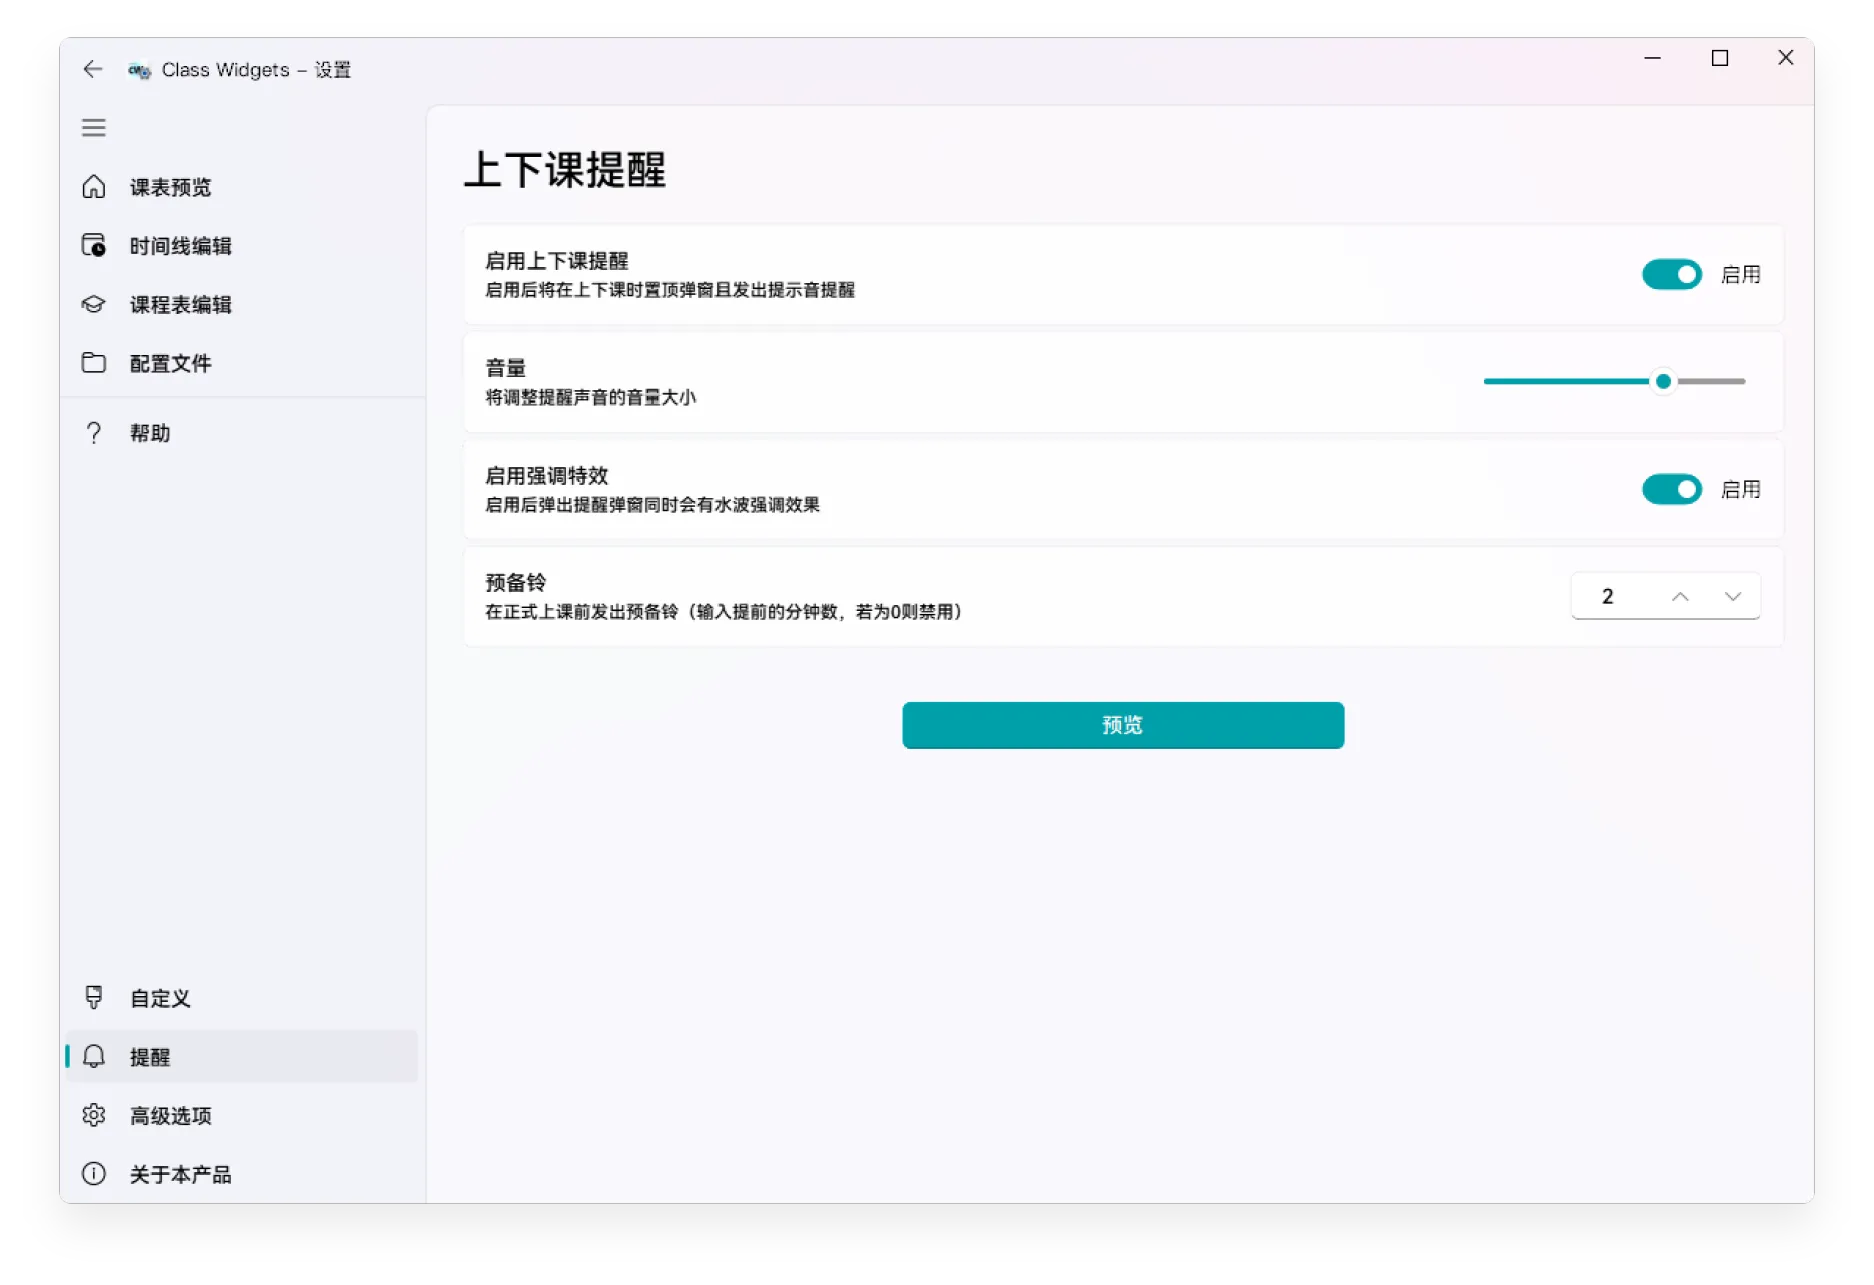 Class Widgets – 设置
课表预览
时间线编辑
课程表编辑
配置文件
帮助
自定义
提醒
高级选项
关于本产品
上下课提醒
启用上下课提醒
启用后将在上下课时置顶弹窗且发出提示音提醒
启用
音量
将调整提醒声音的音量大小
启用强调特效
启用后弹出提醒弹窗同时会有水波强调效果
启用
预备铃
在正式上课前发出预备铃（输入提前的分钟数，若为0则禁用）
2
预览